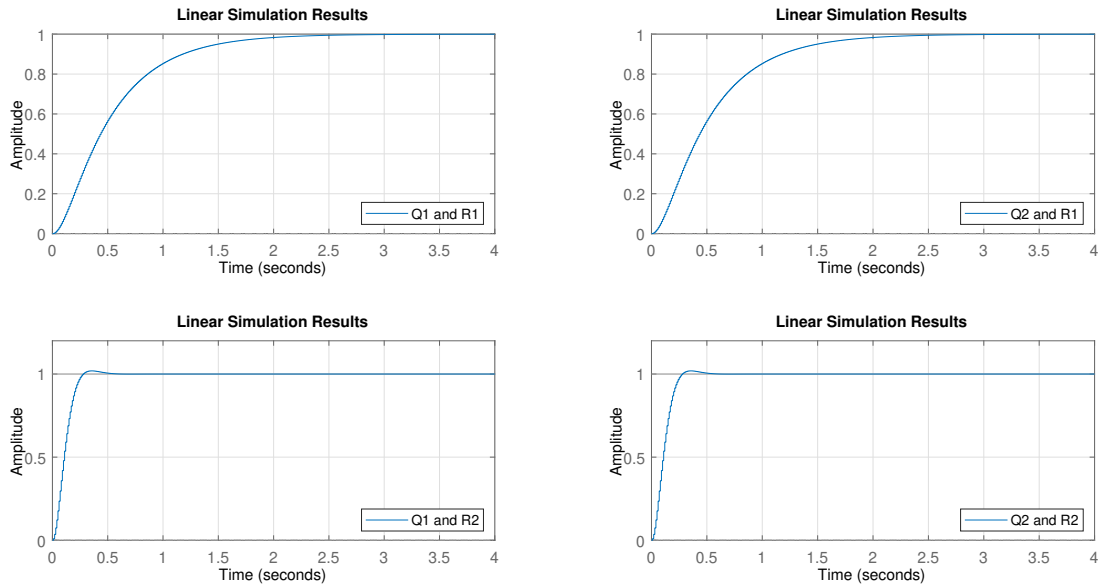 Linear Simulation Results
1
0.8
0.6
0.4
0.2
0
Amplitude
Q1 and R1
0 0.5 1 1.5 2 2.5 3 3.5 4
Time (seconds)
Linear Simulation Results
1
0.8
0.6
0.4
0.2
0
Amplitude
Q2 and R1
0 0.5 1 1.5 2 2.5 3 3.5 4
Time (seconds)
Linear Simulation Results
1
0.5
0
Amplitude
Q1 and R2
0 0.5 1 1.5 2 2.5 3 3.5 4
Time (seconds)
Linear Simulation Results
1
0.5
0
Amplitude
Q2 and R2
0 0.5 1 1.5 2 2.5 3 3.5 4
Time (seconds)